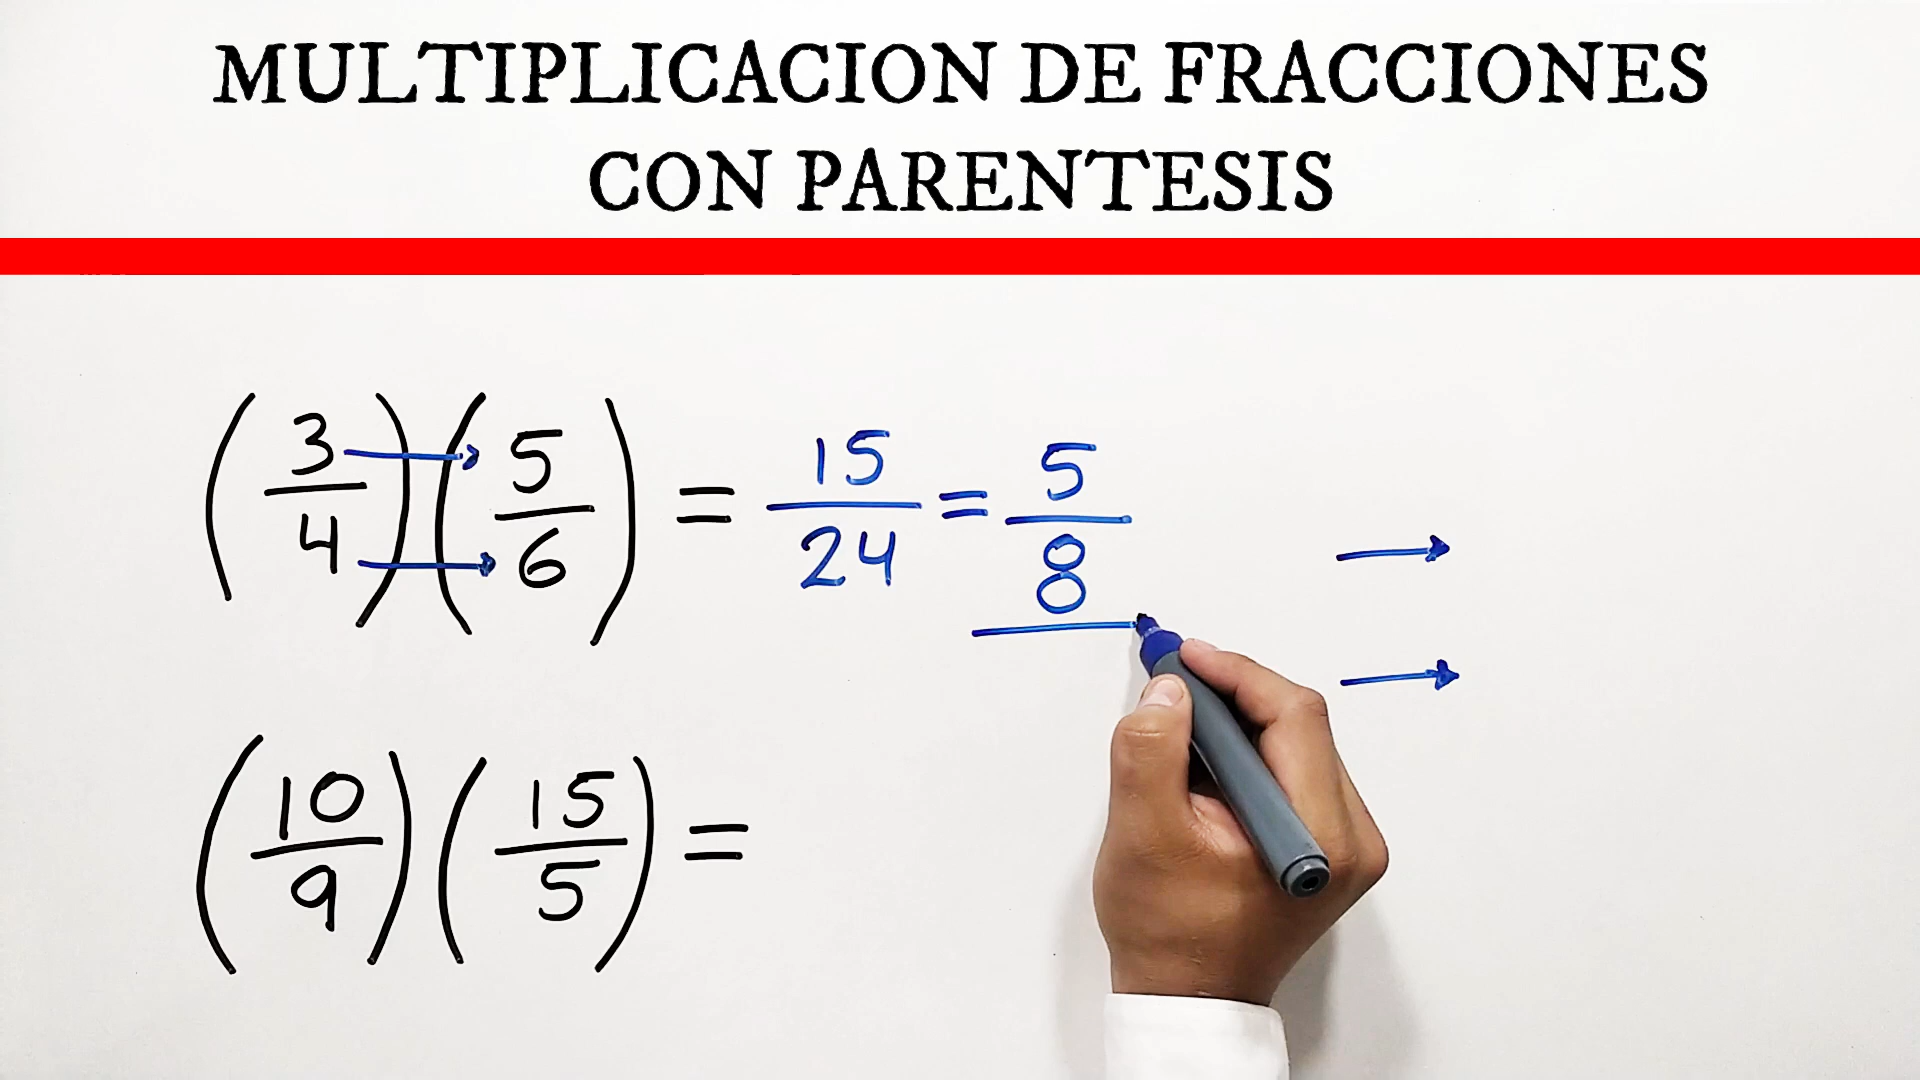 MULTIPLICACION DE FRACCIONES
CON PARENTESIS
(3/4)(5/6) = 15/24 = 5/8
(10/9)(15/5) =